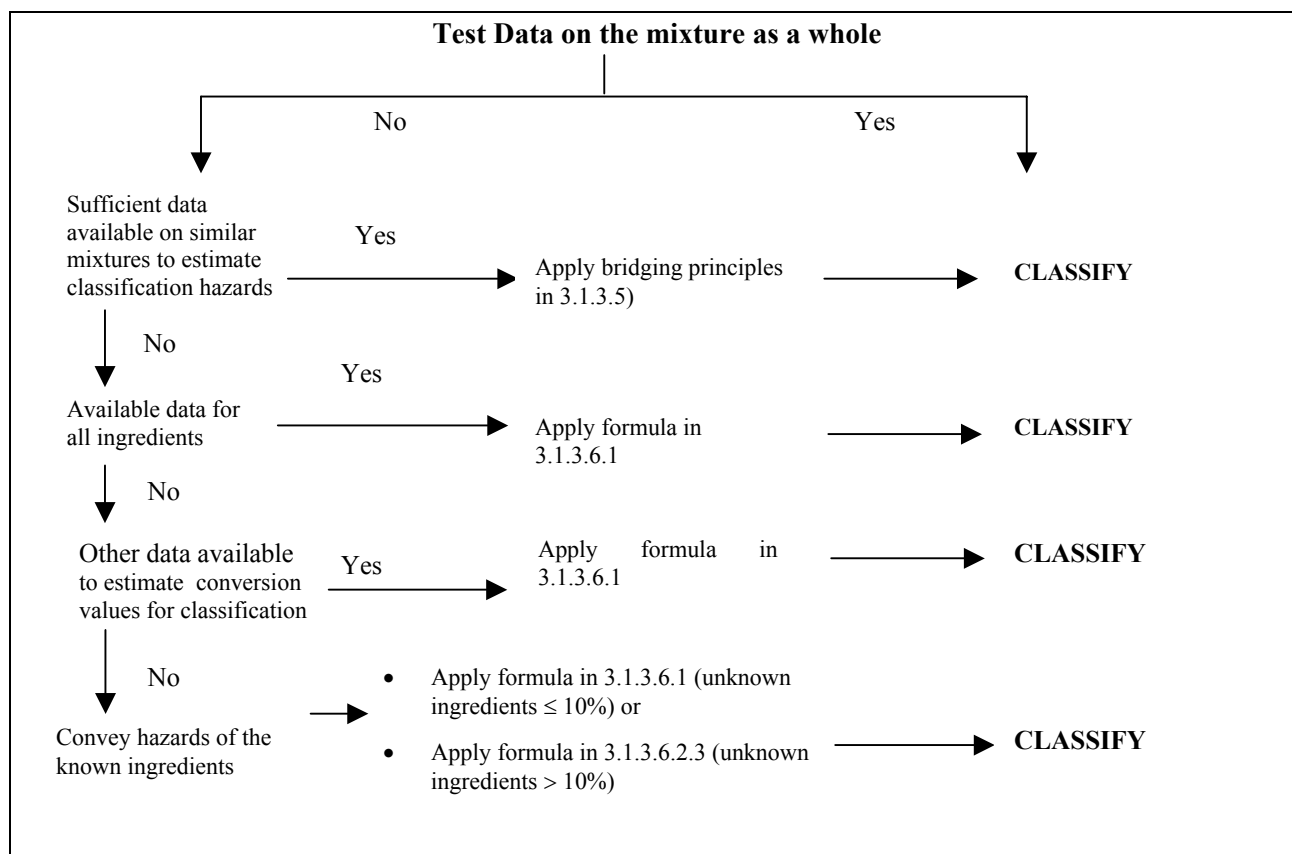 Test Data on the mixture as a whole
No
Yes
Sufficient data
available on similar
mixtures to estimate
classification hazards
Yes
Apply bridging principles
in 3.1.3.5)
CLASSIFY
No
Available data for
all ingredients
Yes
Apply formula in
3.1.3.6.1
CLASSIFY
No
Other data available
to estimate conversion
values for classification
Yes
Apply formula in
3.1.3.6.1
CLASSIFY
No
Convey hazards of the
known ingredients
• Apply formula in 3.1.3.6.1 (unknown
ingredients ≤ 10%) or
• Apply formula in 3.1.3.6.2.3 (unknown
ingredients > 10%)
CLASSIFY